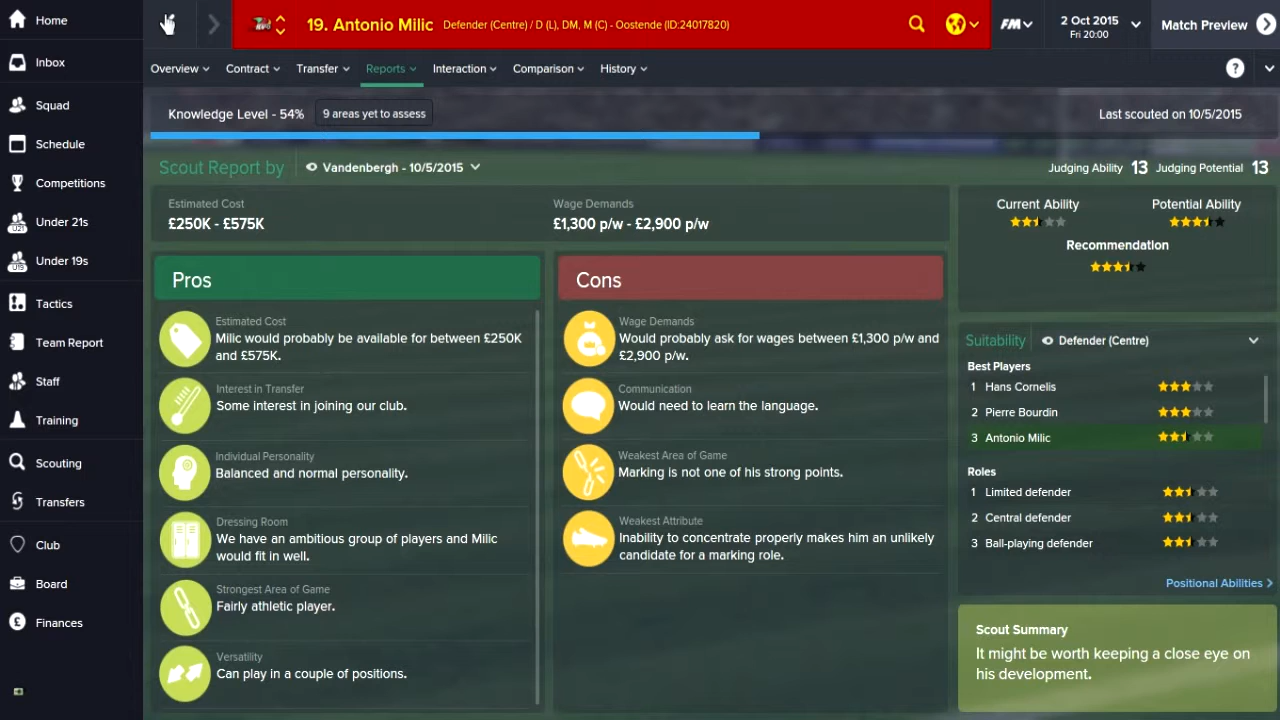 Home
Inbox
Squad
Schedule
Competitions
Under 21s
Under 19s
Tactics
Team Report
Staff
Training
Scouting
Transfers
Club
Board
Finances
19. Antonio Milic
Defender (Centre) / D (L), DM, M (C) - Oostende (ID:24017820)
FM
2 Oct 2015
Fri 20:00
Match Preview
Overview
Contract
Transfer
Reports
Interaction
Comparison
History
?
Knowledge Level - 54%
9 areas yet to assess
Last scouted on 10/5/2015
Scout Report by
Vandenbergh - 10/5/2015
Judging Ability 13 Judging Potential 13
Estimated Cost
£250K - £575K
Wage Demands
£1,300 p/w - £2,900 p/w
Pros
Estimated Cost
Milic would probably be available for between £250K
and £575K.
Interest in Transfer
Some interest in joining our club.
Individual Personality
Balanced and normal personality.
Dressing Room
We have an ambitious group of players and Milic
would fit in well.
Strongest Area of Game
Fairly athletic player.
Versatility
Can play in a couple of positions.
Cons
Wage Demands
Would probably ask for wages between £1,300 p/w and
£2,900 p/w.
Communication
Would need to learn the language.
Weakest Area of Game
Marking is not one of his strong points.
Weakest Attribute
Inability to concentrate properly makes him an unlikely
candidate for a marking role.
Current Ability
Potential Ability
Recommendation
Suitability
Defender (Centre)
Best Players
1 Hans Cornelis
2 Pierre Bourdin
3 Antonio Milic
Roles
1 Limited defender
2 Central defender
3 Ball-playing defender
Positional Abilities >
Scout Summary
It might be worth keeping a close eye on
his development.